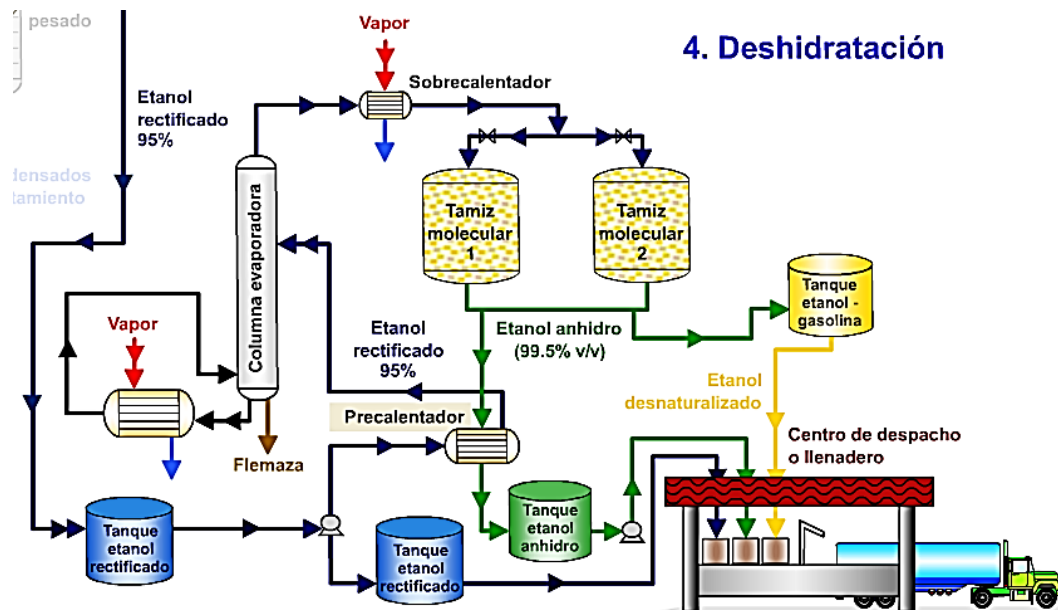 pesado
Vapor
4. Deshidratación
Sobrecalentador
Etanol
rectificado
95%
densados
tamiento
Columna evaporadora
Tamiz
molecular
1
Tamiz
molecular
2
Tanque
etanol -
gasolina
Vapor
Etanol
rectificado
95%
Etanol anhidro
(99.5% v/v)
Etanol
desnaturalizado
Precalentador
Centro de despacho
o llenadero
Flemaza
Tanque
etanol
rectificado
Tanque
etanol
rectificado
Tanque
etanol
anhidro